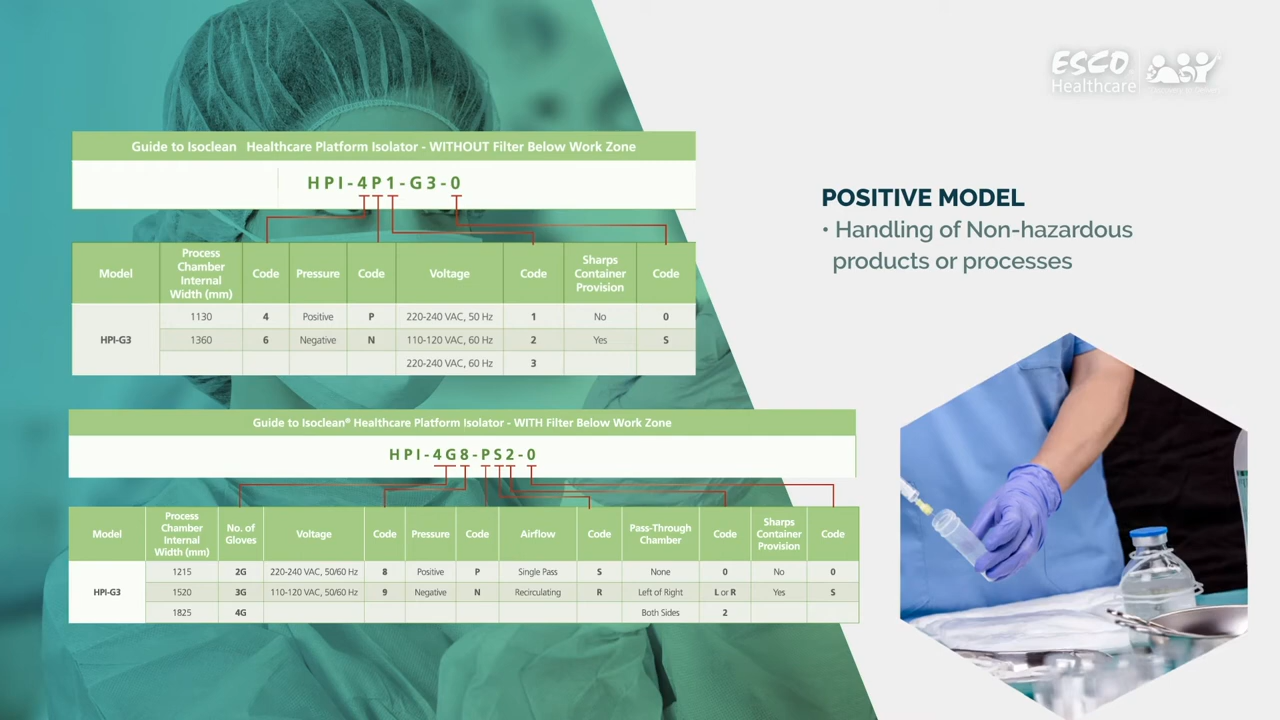 ESCO
Healthcare
Guide to Isoclean Healthcare Platform Isolator - WITHOUT Filter Below Work Zone
HPI-4P1-G3-0
Model
Process Chamber Internal Width (mm)
Code
Pressure
Code
Voltage
Code
Sharps Container Provision
Code
HPI-G3
1130 4 Positive P 220-240 VAC, 50 Hz 1 No 0
1360 6 Negative N 110-120 VAC, 60 Hz 2 Yes S
220-240 VAC, 60 Hz 3
Guide to Isoclean® Healthcare Platform Isolator - WITH Filter Below Work Zone
HPI-4G8-PS2-0
Model
Process Chamber Internal Width (mm)
No. of Gloves
Voltage
Code
Pressure
Code
Airflow
Code
Pass-Through Chamber
Code
Sharps Container Provision
Code
HPI-G3
1215 2G 220-240 VAC, 50/60 Hz 8 Positive P Single Pass S None 0 No 0
1520 3G 110-120 VAC, 50/60 Hz 9 Negative N Recirculating R Left of Right L or R Yes S
1825 4G Both Sides 2
POSITIVE MODEL
• Handling of Non-hazardous
products or processes